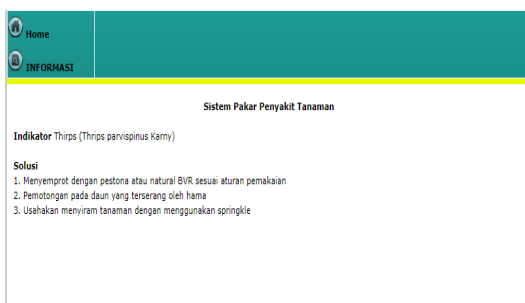 Home
INFORMASI
Sistem Pakar Penyakit Tanaman
Indikator Thirps (Thrips parvispinus Karny)
Solusi
1. Menyemprot dengan pestona atau natural BVR sesuai aturan pemakaian
2. Pemotongan pada daun yang terserang oleh hama
3. Usahakan menyiram tanaman dengan menggunakan springkle